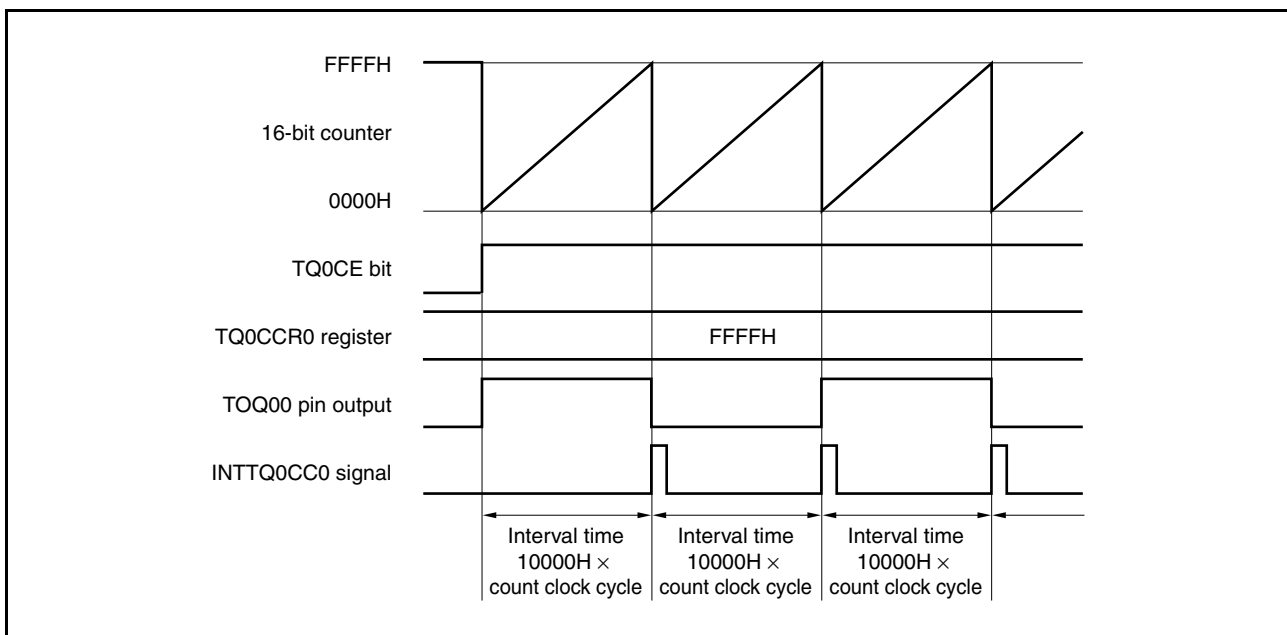 FFFFH
16-bit counter
0000H
TQ0CE bit
TQ0CCR0 register
FFFFH
TOQ00 pin output
INTTQ0CC0 signal
Interval time
10000H ×
count clock cycle
Interval time
10000H ×
count clock cycle
Interval time
10000H ×
count clock cycle